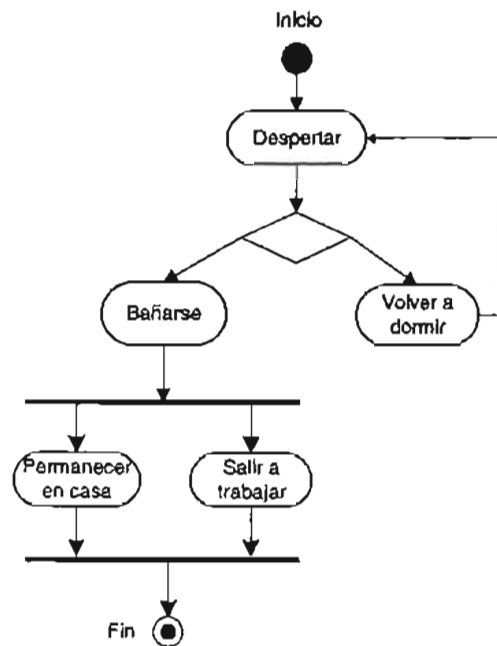 Inicio
Despertar
Bañarse
Volver a
dormir
Permanecer
en casa
Salir a
trabajar
Fin